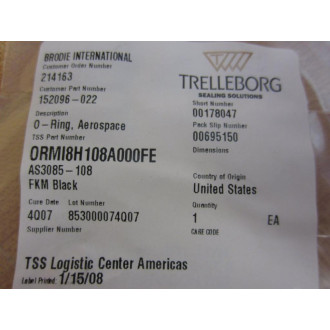 BRODIE INTERNATIONAL
Customer Order Number
214163
Customer Part Number
152096-022
Description
O-Ring, Aerospace
TSS Part Number
ORMI8H108A000FE
AS3085-108
FKM Black
Cure Date Lot Number
4Q07 853000074Q07
Supplier Number
TRELLEBORG
SEALING SOLUTIONS
Short Number
00178047
Pack Slip Number
00695150
Dimensions
Country of Origin
United States
Quantity
1 EA
CAGE CODE
TSS Logistic Center Americas
Label Printed 1/15/08